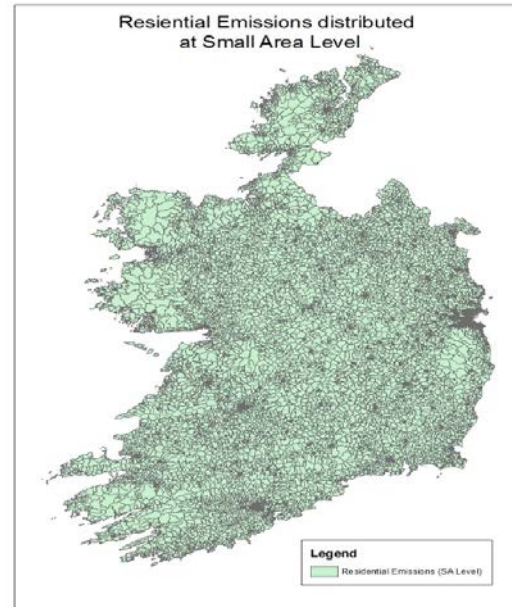 Resiential Emissions distributed
at Small Area Level
Legend
Residential Emissions (SA Level)